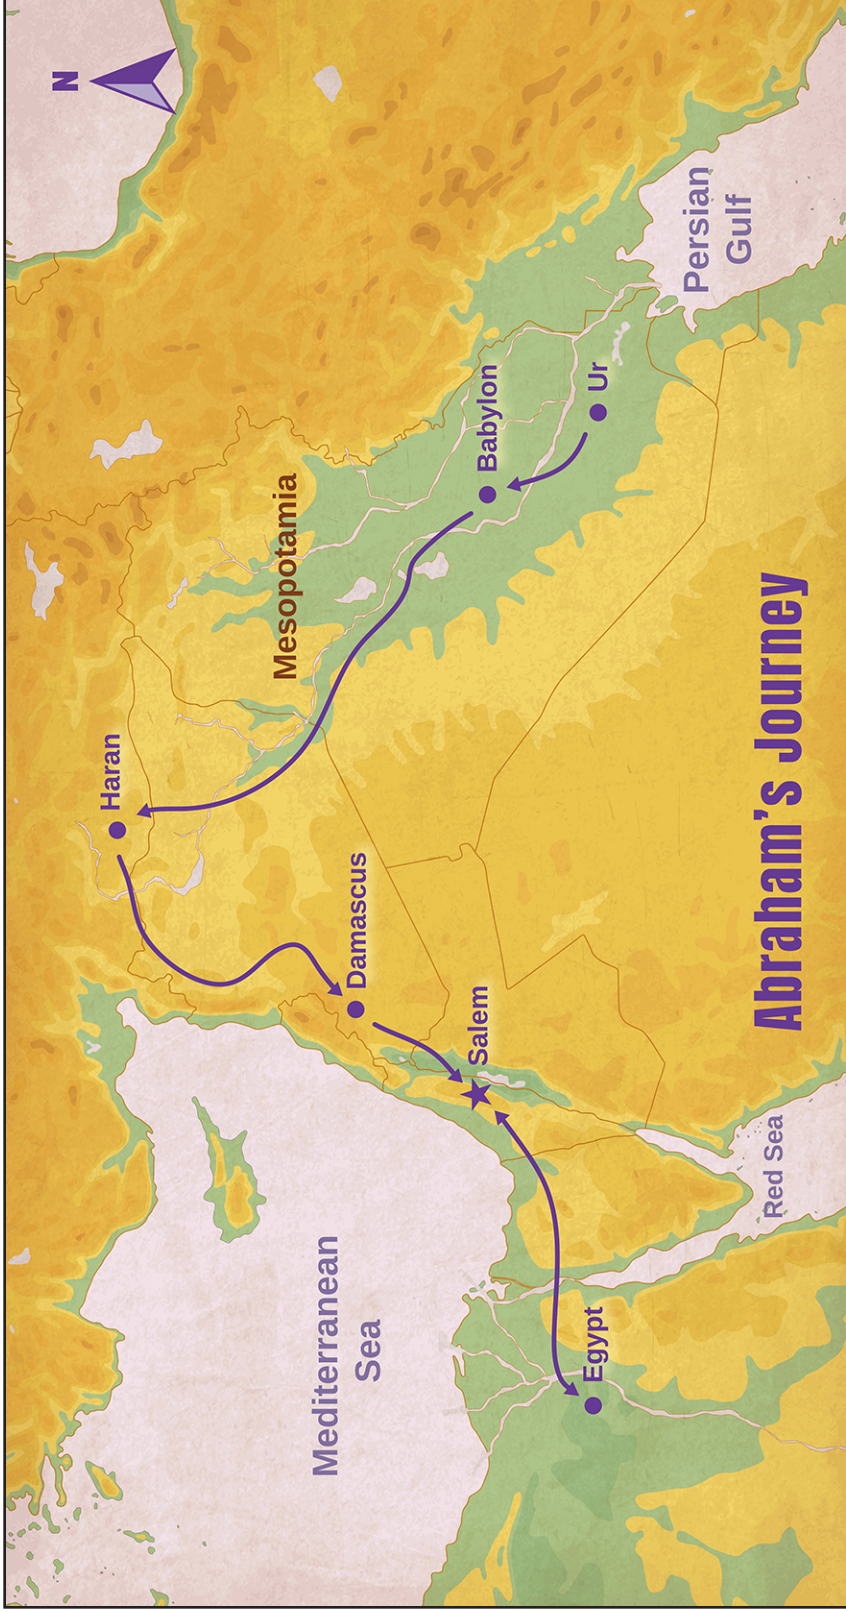 N
Haran
Mesopotamia
Babylon
Ur
Persian
Gulf
Damascus
Salem
Mediterranean
Sea
Egypt
Red Sea
Abraham's Journey